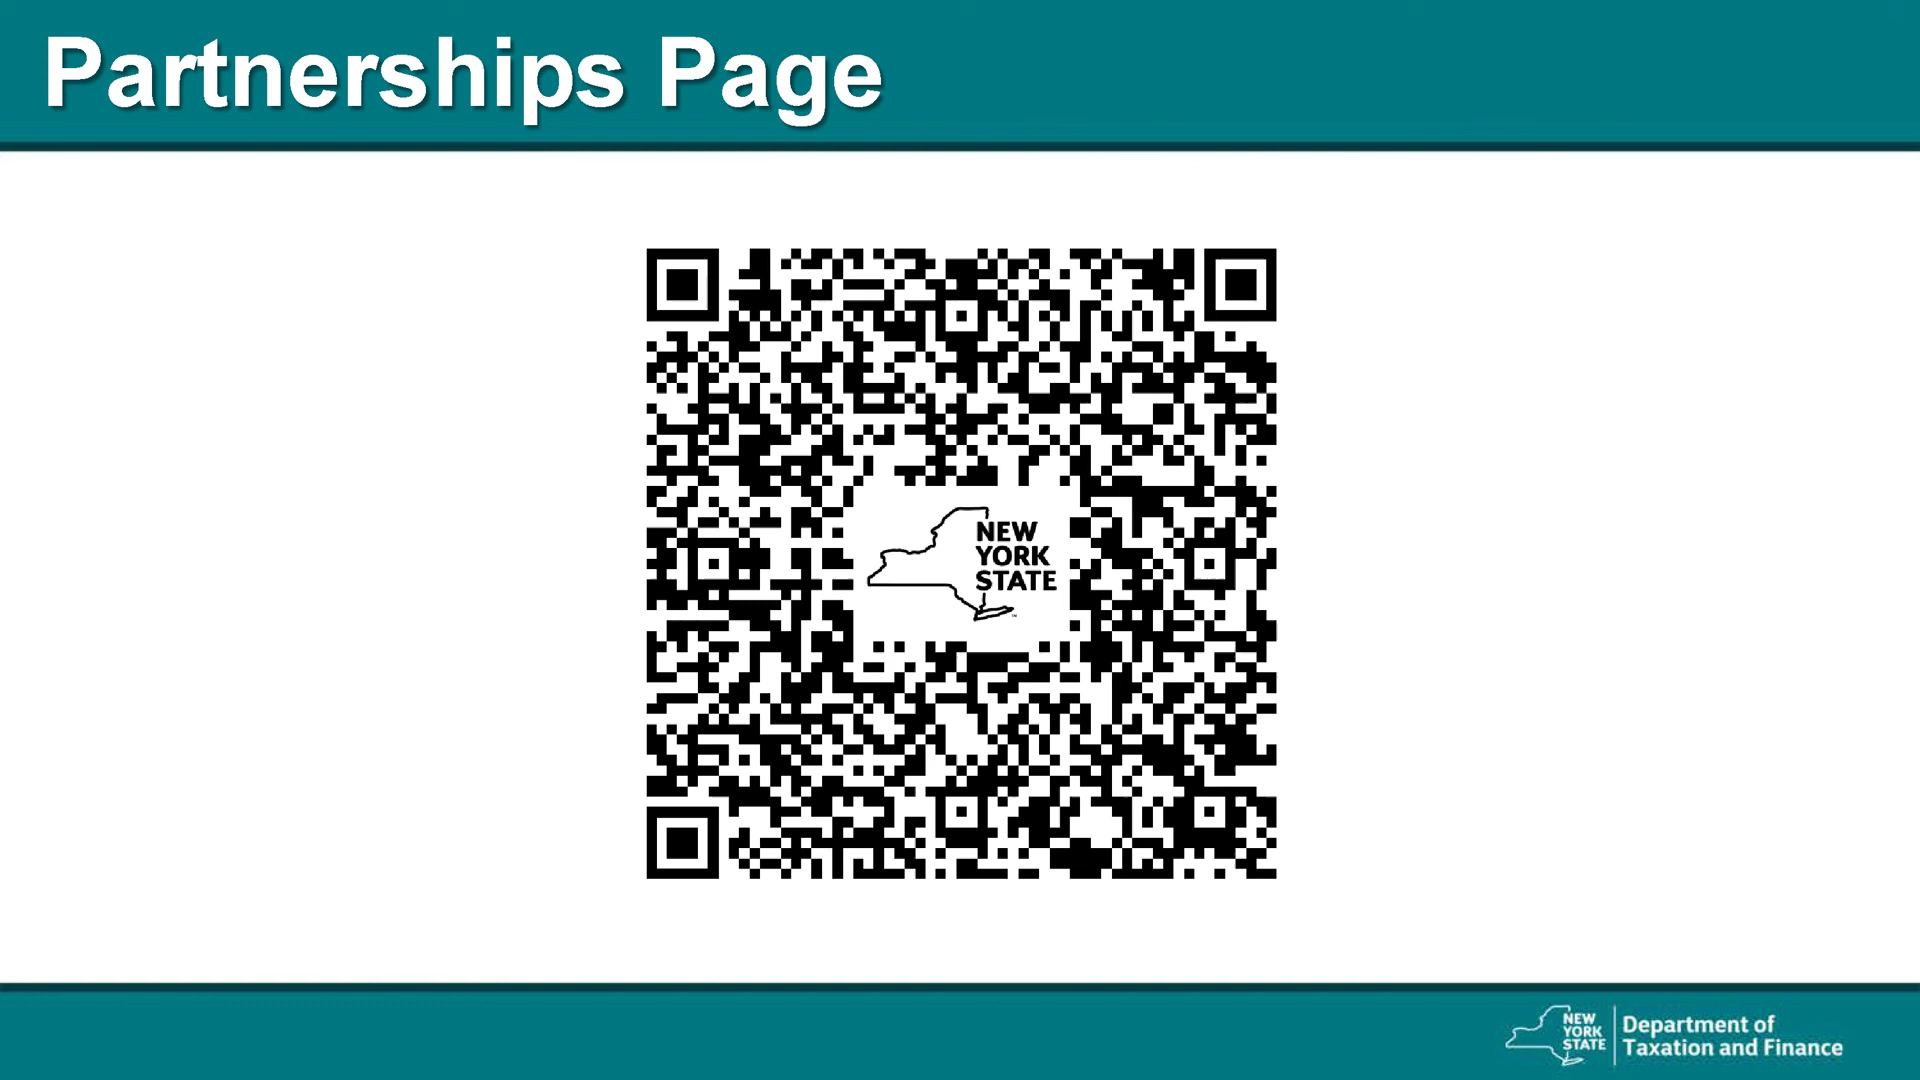 Partnerships Page
NEW
YORK
STATE
NEW
YORK
STATE
Department of
Taxation and Finance